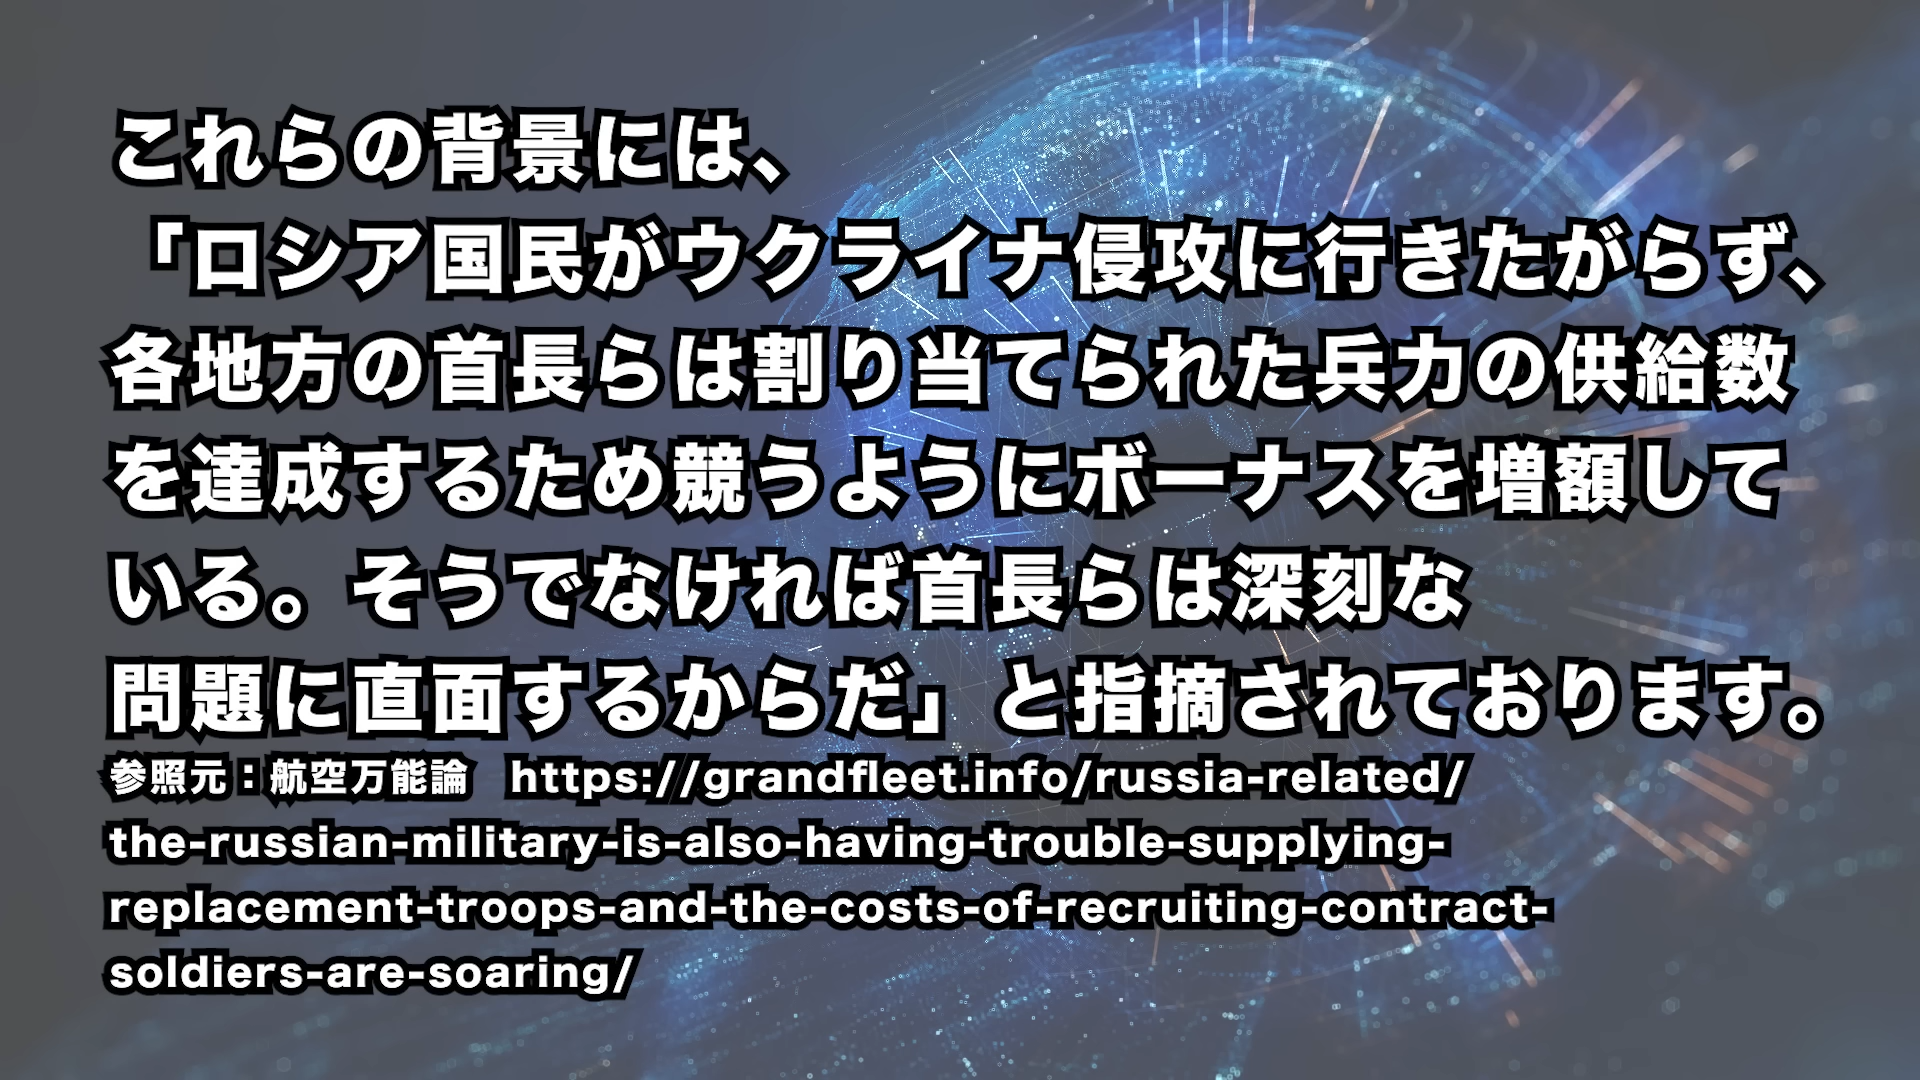 これらの背景には、
「ロシア国民がウクライナ侵攻に行きたがらず、
各地方の首長らは割り当てられた兵力の供給数
を達成するため競うようにボーナスを増額して
いる。そうでなければ首長らは深刻な
問題に直面するからだ」と指摘されております。
参照元：航空万能論　https://grandfleet.info/russia-related/
the-russian-military-is-also-having-trouble-supplying-
replacement-troops-and-the-costs-of-recruiting-contract-
soldiers-are-soaring/